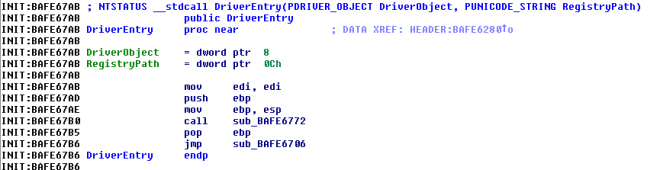 INIT:BAFE67AB ; NTSTATUS __stdcall DriverEntry(PDRIVER_OBJECT DriverObject, PUNICODE_STRING RegistryPath)
INIT:BAFE67AB public DriverEntry
INIT:BAFE67AB DriverEntry proc near ; DATA XREF: HEADER:BAFE6280↑o
INIT:BAFE67AB
INIT:BAFE67AB DriverObject = dword ptr 8
INIT:BAFE67AB RegistryPath = dword ptr 0Ch
INIT:BAFE67AB
INIT:BAFE67AB mov edi, edi
INIT:BAFE67AD push ebp
INIT:BAFE67AE mov ebp, esp
INIT:BAFE67B0 call sub_BAFE6772
INIT:BAFE67B5 pop ebp
INIT:BAFE67B6 jmp sub_BAFE6706
INIT:BAFE67B6 DriverEntry endp
INIT:BAFE67B6